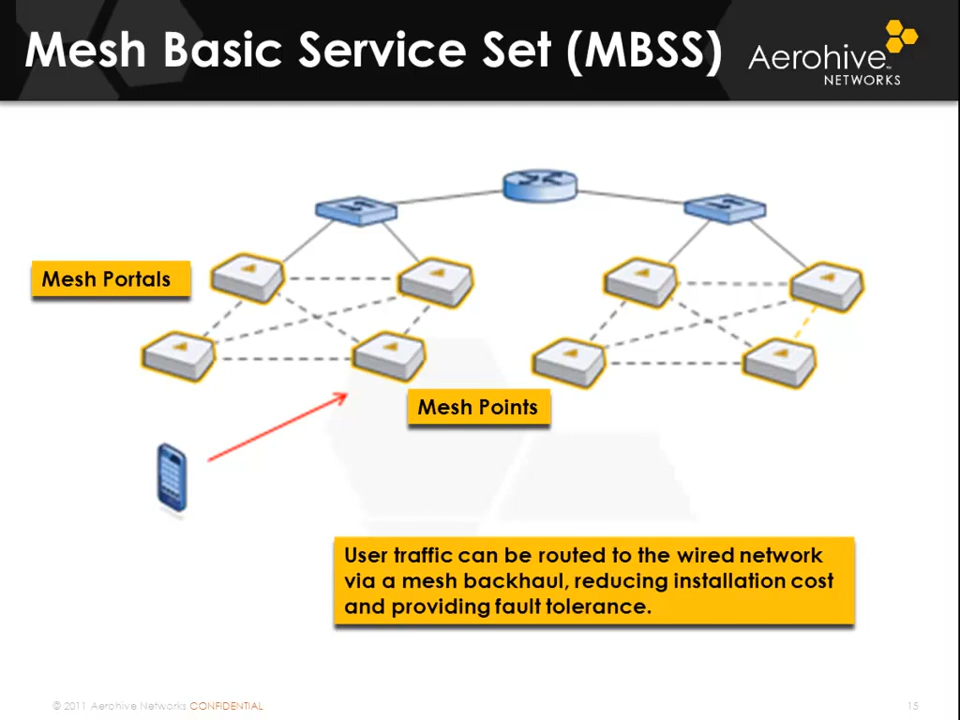 Mesh Basic Service Set (MBSS)
Aerohive™
NETWORKS
Mesh Portals
Mesh Points
User traffic can be routed to the wired network
via a mesh backhaul, reducing installation cost
and providing fault tolerance.
© 2011 Aerohive Networks CONFIDENTIAL
15